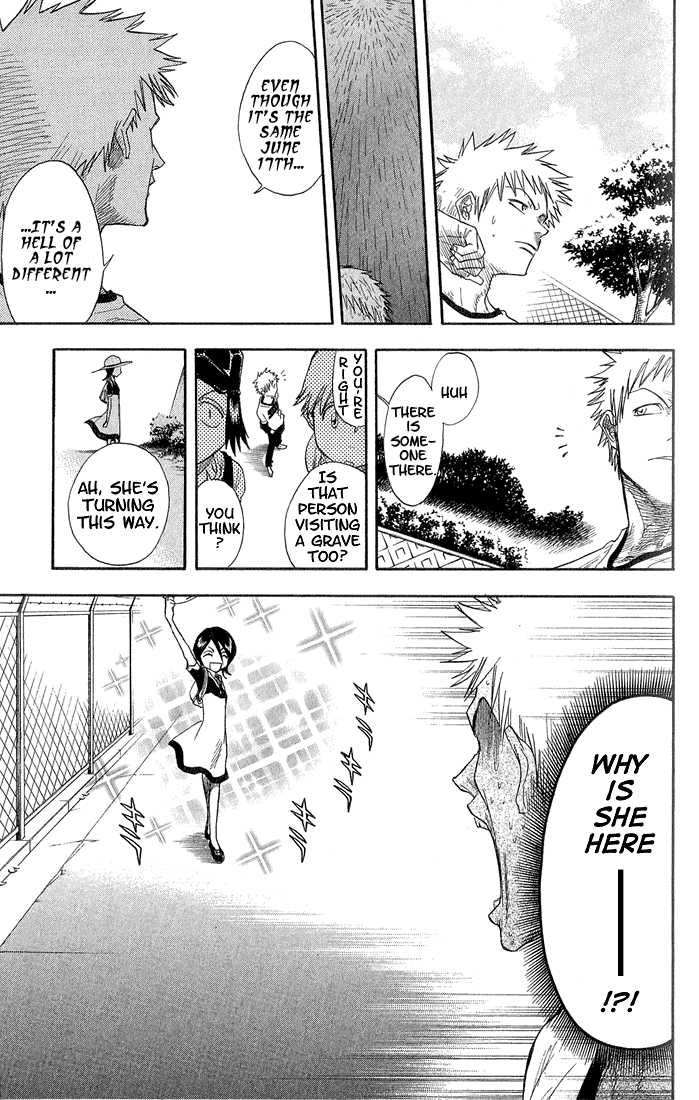 EVEN
THOUGH
IT'S THE
SAME
JUNE
17TH...
...IT'S A
HELL OF
A LOT
DIFFERENT
...
HUH
THERE
IS
SOME-
ONE
THERE.
YOU'RE
RIGHT
IS
THAT
PERSON
VISITING
A GRAVE
TOO?
YOU
THINK?
AH, SHE'S
TURNING
THIS WAY.
WHY
IS
SHE
HERE
—
!?!